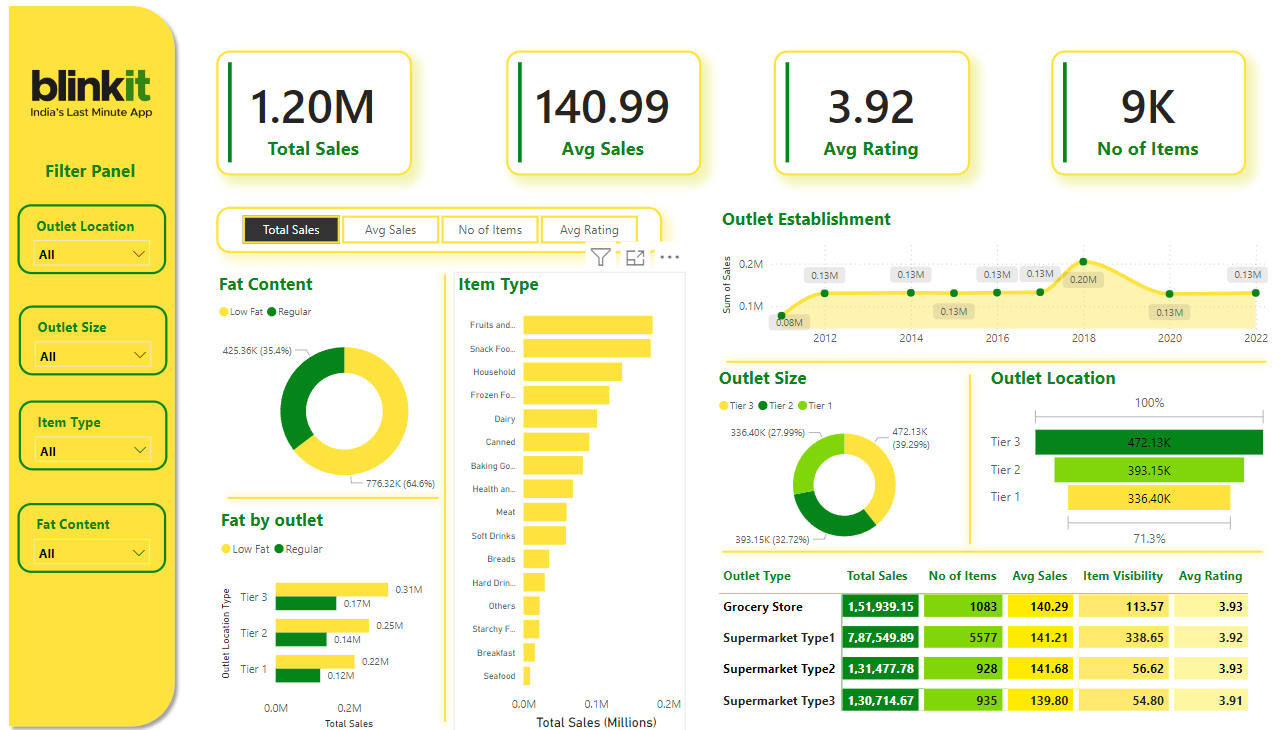 blinkit
India's Last Minute App
Filter Panel
Outlet Location
All
Outlet Size
All
Item Type
All
Fat Content
All
1.20M
Total Sales
140.99
Avg Sales
3.92
Avg Rating
9K
No of Items
Total Sales Avg Sales No of Items Avg Rating
Fat Content
Low Fat Regular
425.36K (35.4%)
776.32K (64.6%)
Fat by outlet
Low Fat Regular
Outlet Location Type
Tier 3 0.31M
0.17M
Tier 2 0.25M
0.14M
Tier 1 0.22M
0.12M
0.0M 0.2M
Total Sales
Item Type
Fruits and...
Snack Foo...
Household
Frozen Fo...
Dairy
Canned
Baking Go...
Health an...
Meat
Soft Drinks
Breads
Hard Drin...
Others
Starchy F...
Breakfast
Seafood
0.0M 0.1M 0.2M
Total Sales (Millions)
Outlet Establishment
Sum of Sales
0.2M
0.1M
0.08M 0.13M 0.13M 0.13M 0.13M 0.13M 0.20M 0.13M 0.13M
2012 2014 2016 2018 2020 2022
Outlet Size
Tier 3 Tier 2 Tier 1
336.40K (27.99%)
472.13K
(39.29%)
393.15K (32.72%)
Outlet Location
100%
Tier 3 472.13K
Tier 2 393.15K
Tier 1 336.40K
71.3%
Outlet Type Total Sales No of Items Avg Sales Item Visibility Avg Rating
Grocery Store 1,51,939.15 1083 140.29 113.57 3.93
Supermarket Type1 7,87,549.89 5577 141.21 338.65 3.92
Supermarket Type2 1,31,477.78 928 141.68 56.62 3.93
Supermarket Type3 1,30,714.67 935 139.80 54.80 3.91